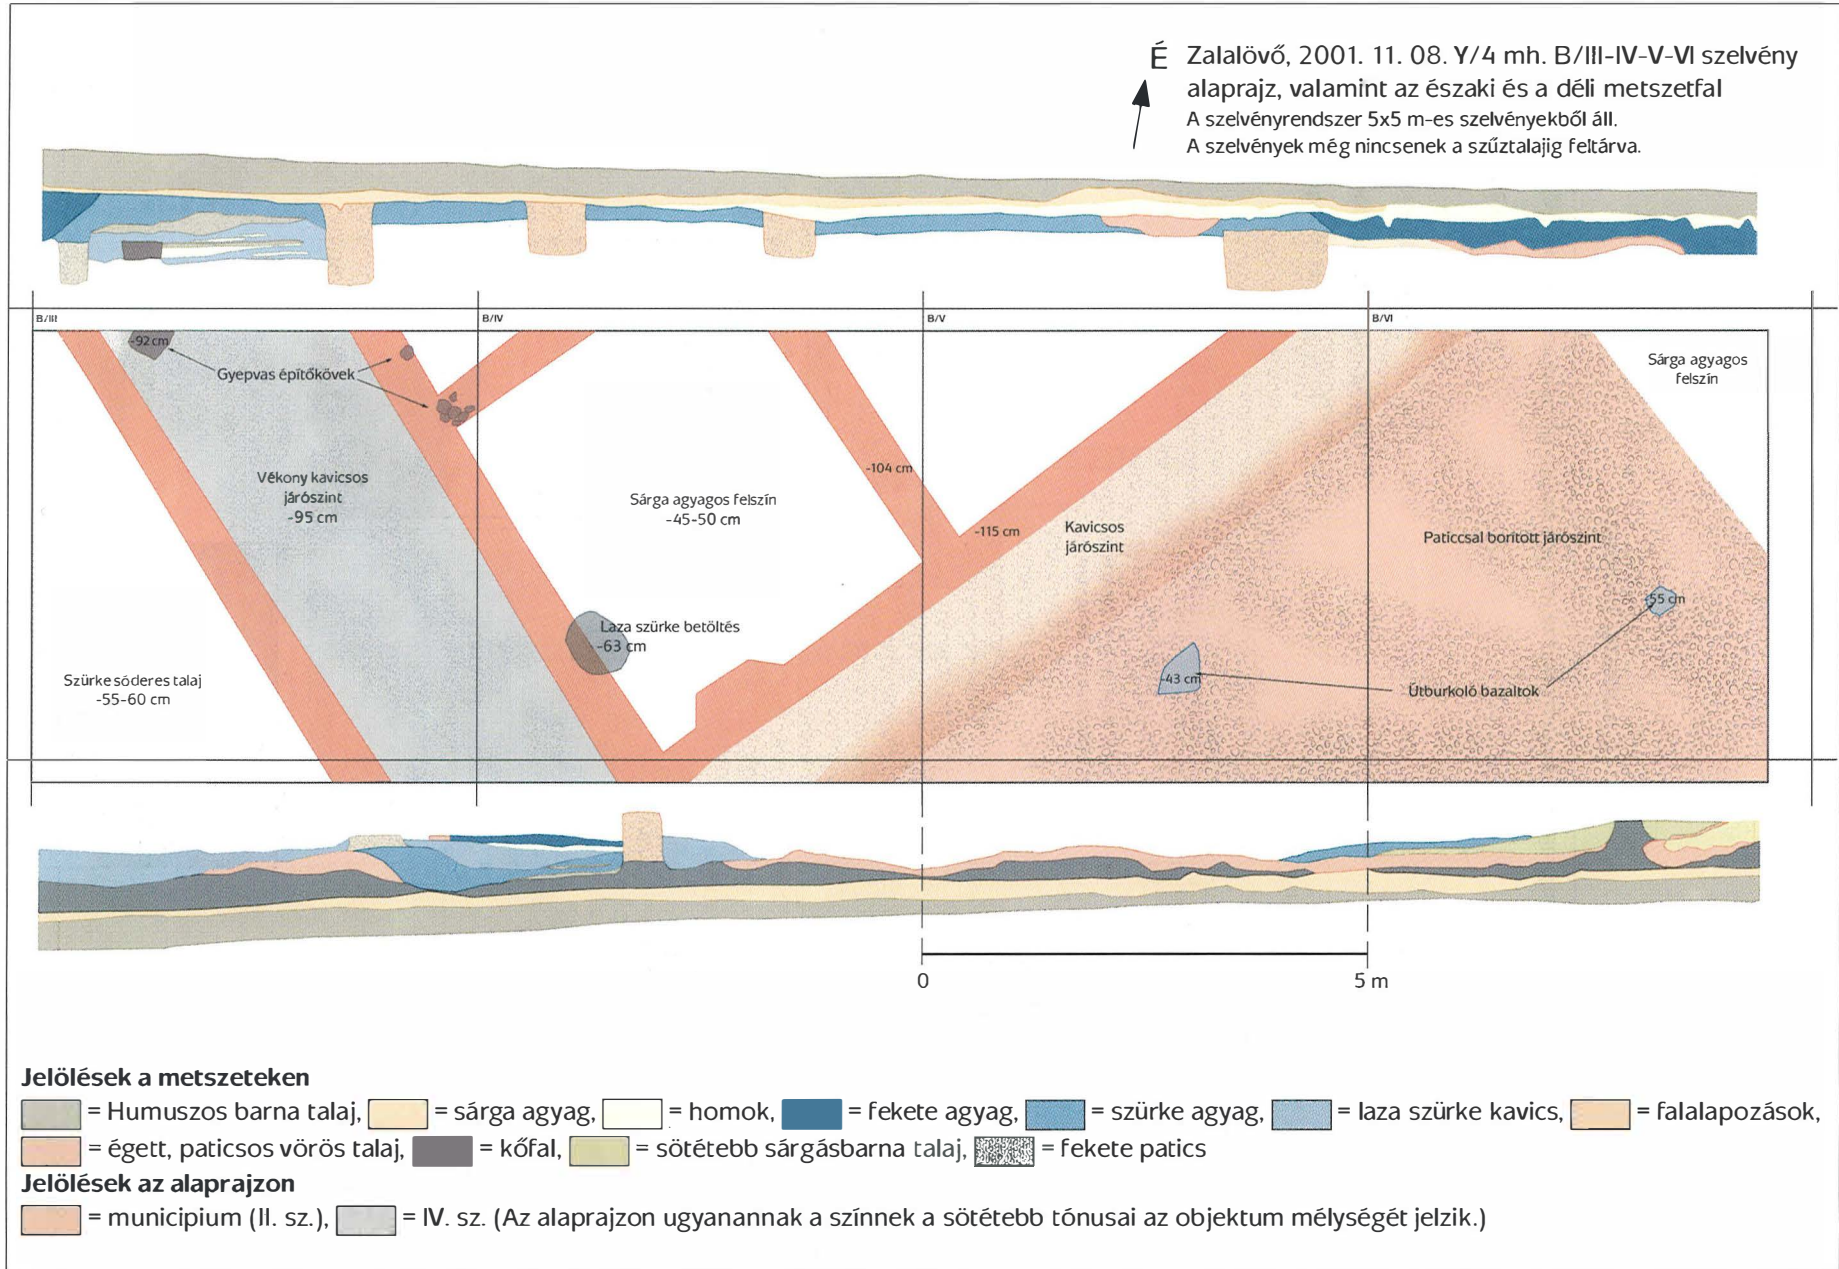 É
Zalalövő, 2001. 11. 08. Y/4 mh. B/III-IV-V-VI szelvény
alaprajz, valamint az északi és a déli metszetfal
A szelvényrendszer 5x5 m-es szelvényekből áll.
A szelvények még nincsenek a szűztalajig feltárva.
B/III
B/IV
B/V
B/VI
-92 cm
Gyepvas építőkövek
Sárga agyagos
felszín
Vékony kavicsos
járószint
-95 cm
-104 cm
Sárga agyagos felszín
-45-50 cm
-115 cm
Kavicsos
járószint
Paticcsal borított járószint
-55 cm
Laza szürke betöltés
-63 cm
Szürke sóderes talaj
-55-60 cm
-43 cm
Útburkoló bazaltok
0
5 m
Jelölések a metszeteken
= Humuszos barna talaj, = sárga agyag, = homok, = fekete agyag, = szürke agyag, = laza szürke kavics, = falalapozások,
= égett, paticsos vörös talaj, = kőfal, = sötétebb sárgásbarna talaj, = fekete patics
Jelölések az alaprajzon
= municipium (II. sz.), = IV. sz. (Az alaprajzon ugyanannak a színnek a sötétebb tónusai az objektum mélységét jelzik.)